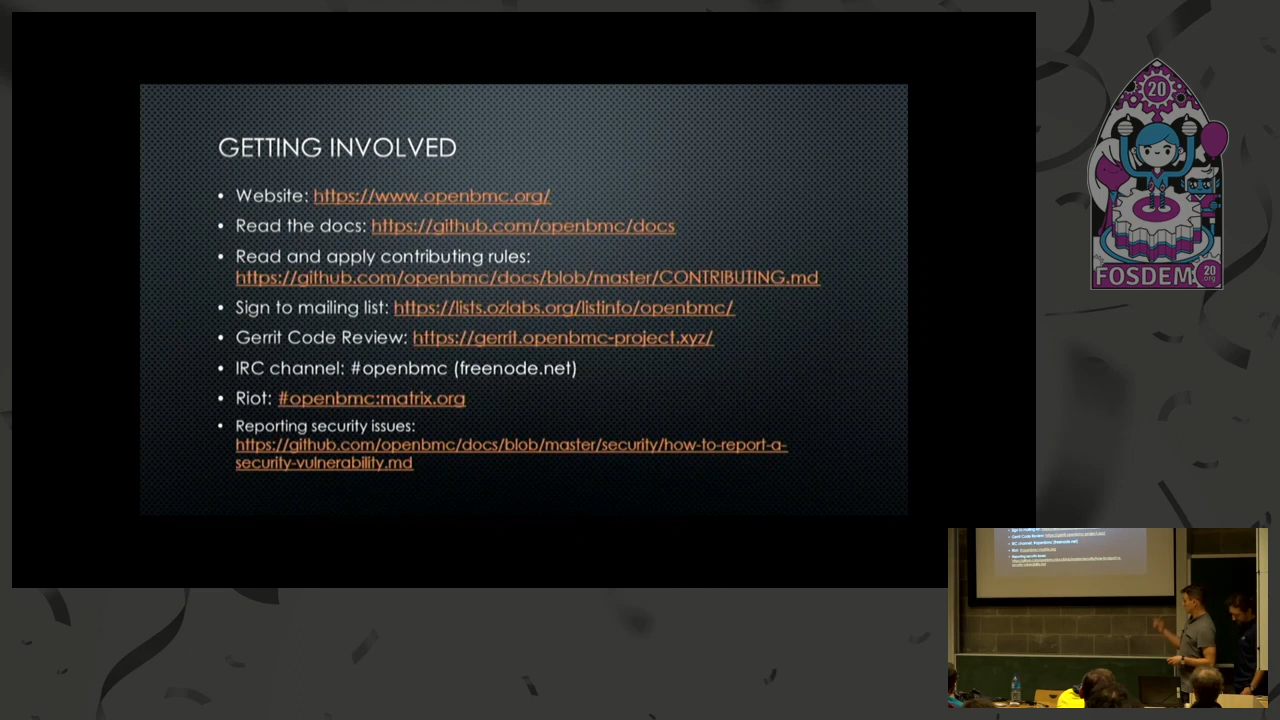 GETTING INVOLVED
• Website: https://www.openbmc.org/
• Read the docs: https://github.com/openbmc/docs
• Read and apply contributing rules:
https://github.com/openbmc/docs/blob/master/CONTRIBUTING.md
• Sign to mailing list: https://lists.ozlabs.org/listinfo/openbmc/
• Gerrit Code Review: https://gerrit.openbmc-project.xyz/
• IRC channel: #openbmc (freenode.net)
• Riot: #openbmc:matrix.org
• Reporting security issues:
https://github.com/openbmc/docs/blob/master/security/how-to-report-a-
security-vulnerability.md
20
FOSDEM
20
.org